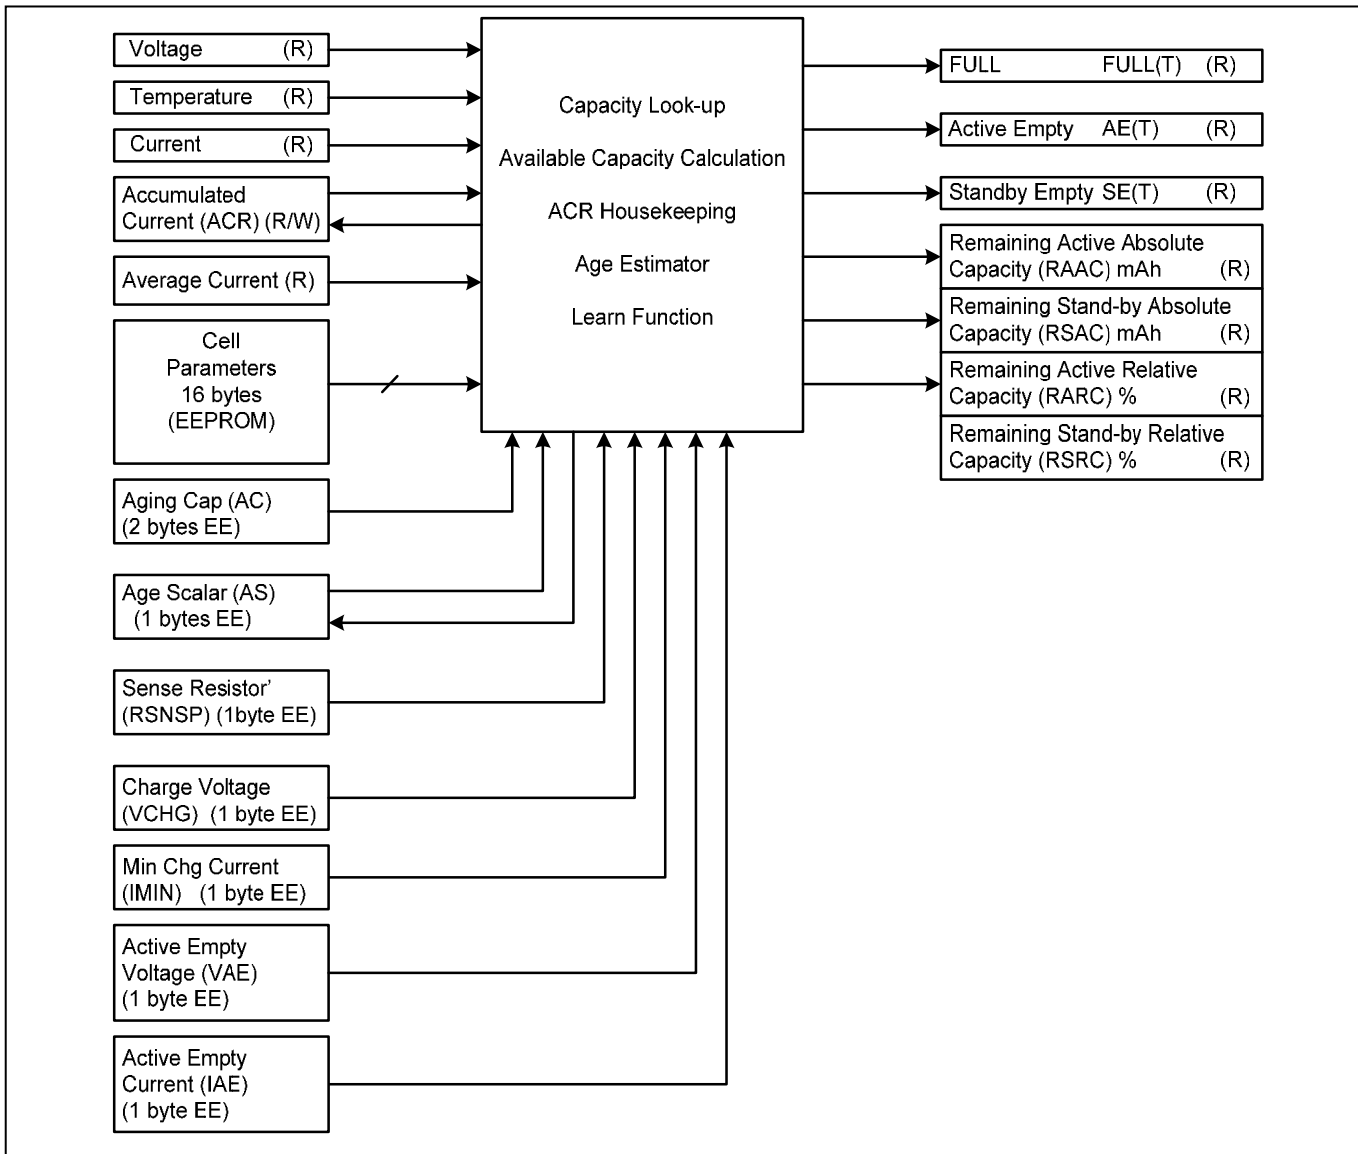 Voltage (R)
Temperature (R)
Current (R)
Accumulated
Current (ACR) (R/W)
Average Current (R)
Cell
Parameters
16 bytes
(EEPROM)
Aging Cap (AC)
(2 bytes EE)
Age Scalar (AS)
(1 bytes EE)
Sense Resistor'
(RSNSP) (1byte EE)
Charge Voltage
(VCHG) (1 byte EE)
Min Chg Current
(IMIN) (1 byte EE)
Active Empty
Voltage (VAE)
(1 byte EE)
Active Empty
Current (IAE)
(1 byte EE)
Capacity Look-up
Available Capacity Calculation
ACR Housekeeping
Age Estimator
Learn Function
FULL FULL(T) (R)
Active Empty AE(T) (R)
Standby Empty SE(T) (R)
Remaining Active Absolute
Capacity (RAAC) mAh (R)
Remaining Stand-by Absolute
Capacity (RSAC) mAh (R)
Remaining Active Relative
Capacity (RARC) % (R)
Remaining Stand-by Relative
Capacity (RSRC) % (R)